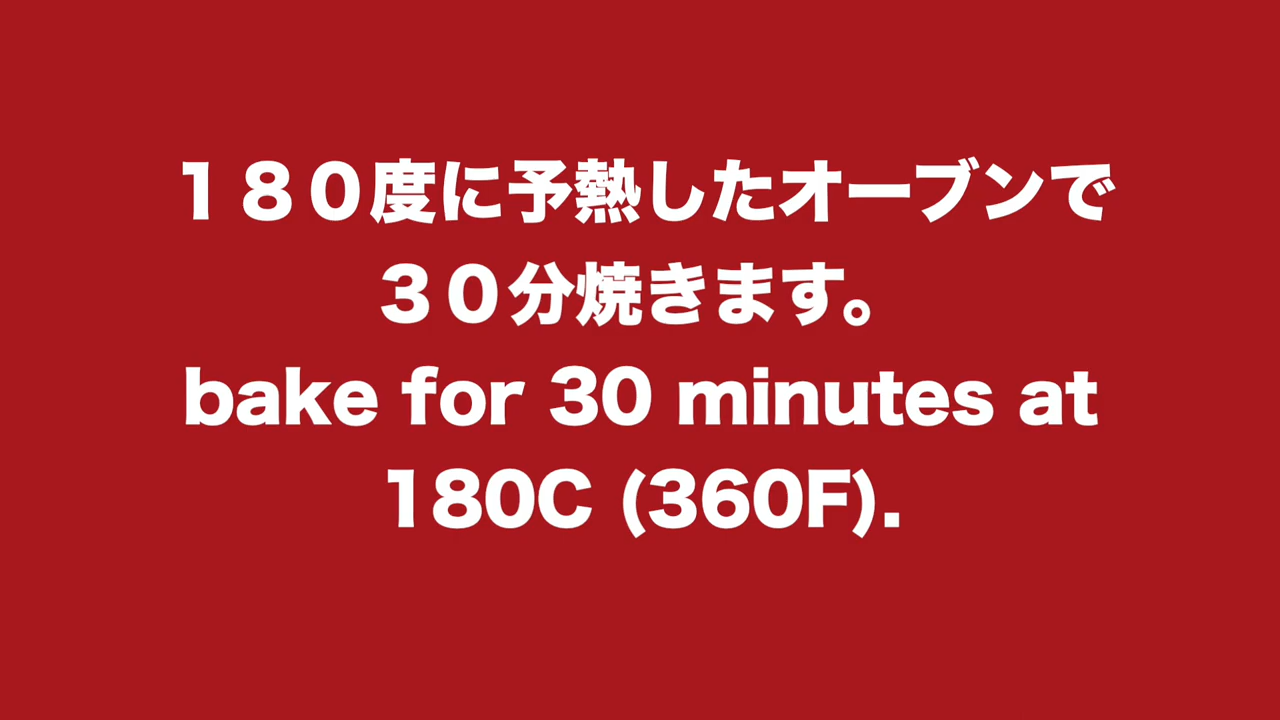 １８０度に予熱したオーブンで
３０分焼きます。
bake for 30 minutes at
180C (360F).